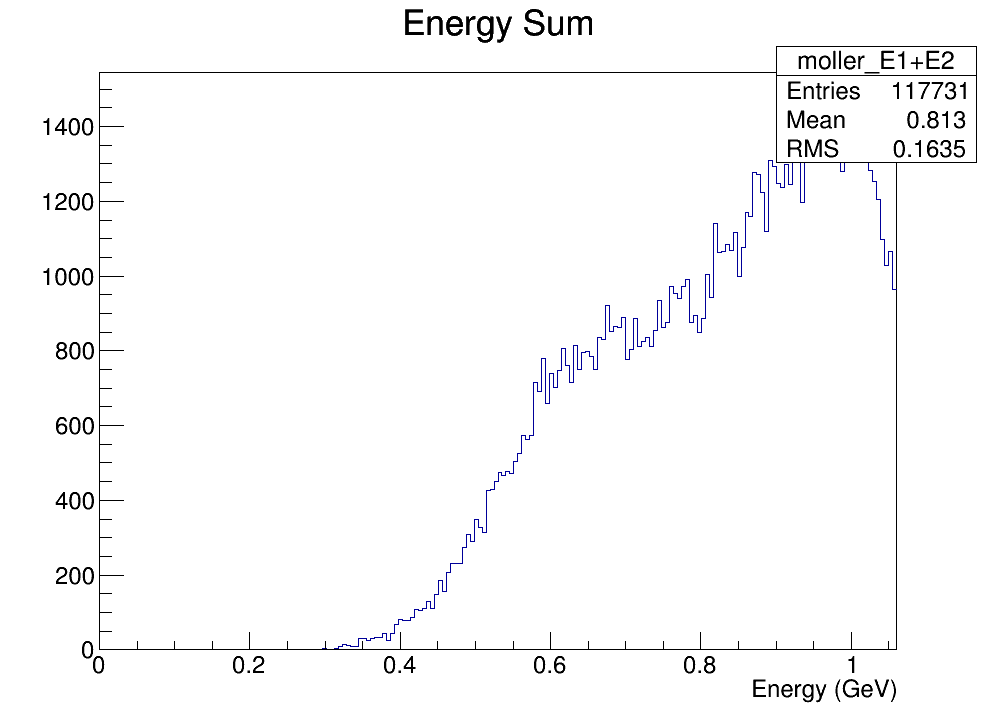 Energy Sum
moller_E1+E2
Entries 117731
Mean 0.813
RMS 0.1635
1400
1200
1000
800
600
400
200
0
0 0.2 0.4 0.6 0.8 1
Energy (GeV)